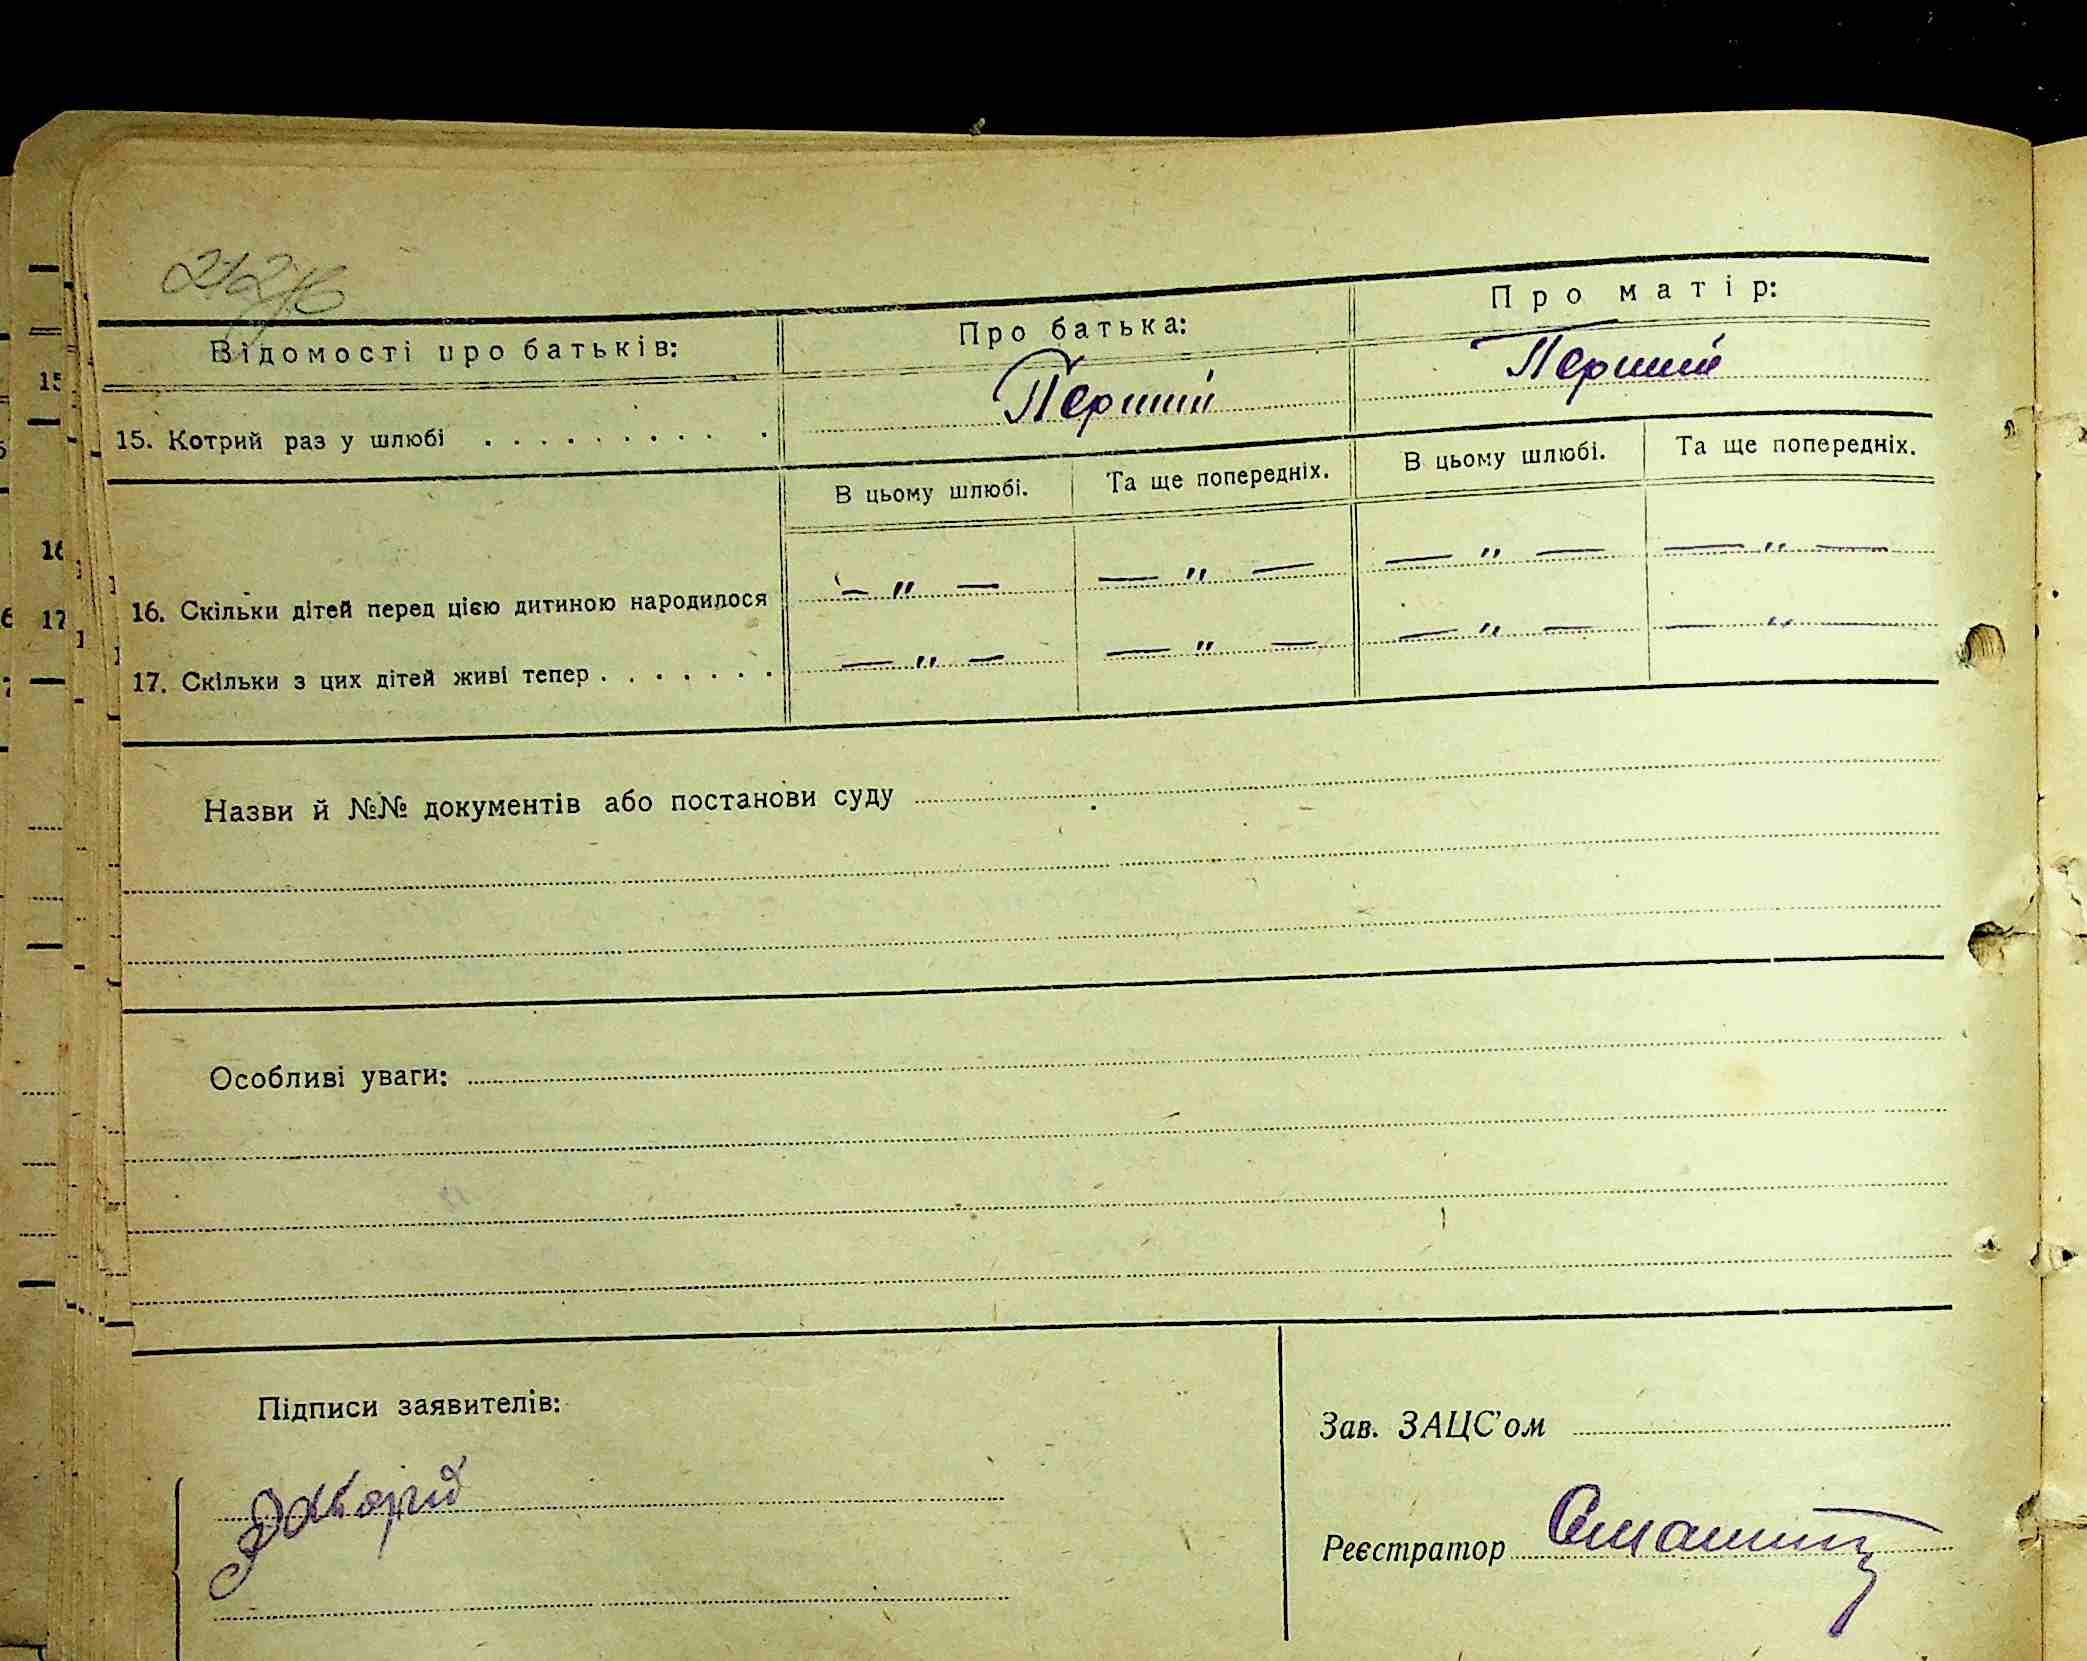 Відомості про батьків: Про батька: Про матір:
15. Котрий раз у шлюбі . . . . . . . . . . Перший Перший
В цьому шлюбі. Та ще попередніх. В цьому шлюбі. Та ще попередніх.
16. Скільки дітей перед цією дитиною народилося — „ — — „ — — „ — — „ —
17. Скільки з цих дітей живі тепер . . . . . . . — „ — — „ — — „ — — „ —
Назви й №№ документів або постанови суду
Особливі уваги:
Підписи заявителів:
Зав. ЗАЦС'ом
Реєстратор